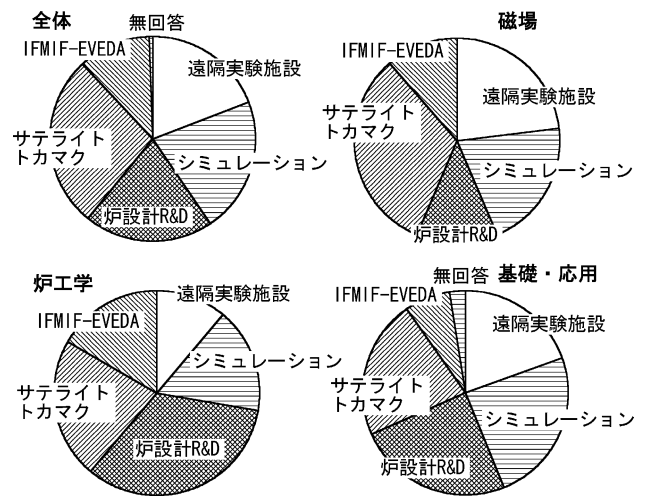 全体
無回答
IFMIF-EVEDA
遠隔実験施設
サテライト
トカマク
シミュレーション
炉設計R&D
磁場
IFMIF-EVEDA
遠隔実験施設
サテライト
トカマク
シミュレーション
炉設計R&D
炉工学
IFMIF-EVEDA
遠隔実験施設
シミュレーション
サテライト
トカマク
炉設計R&D
無回答
基礎・応用
IFMIF-EVEDA
遠隔実験施設
サテライト
トカマク
シミュレーション
炉設計R&D